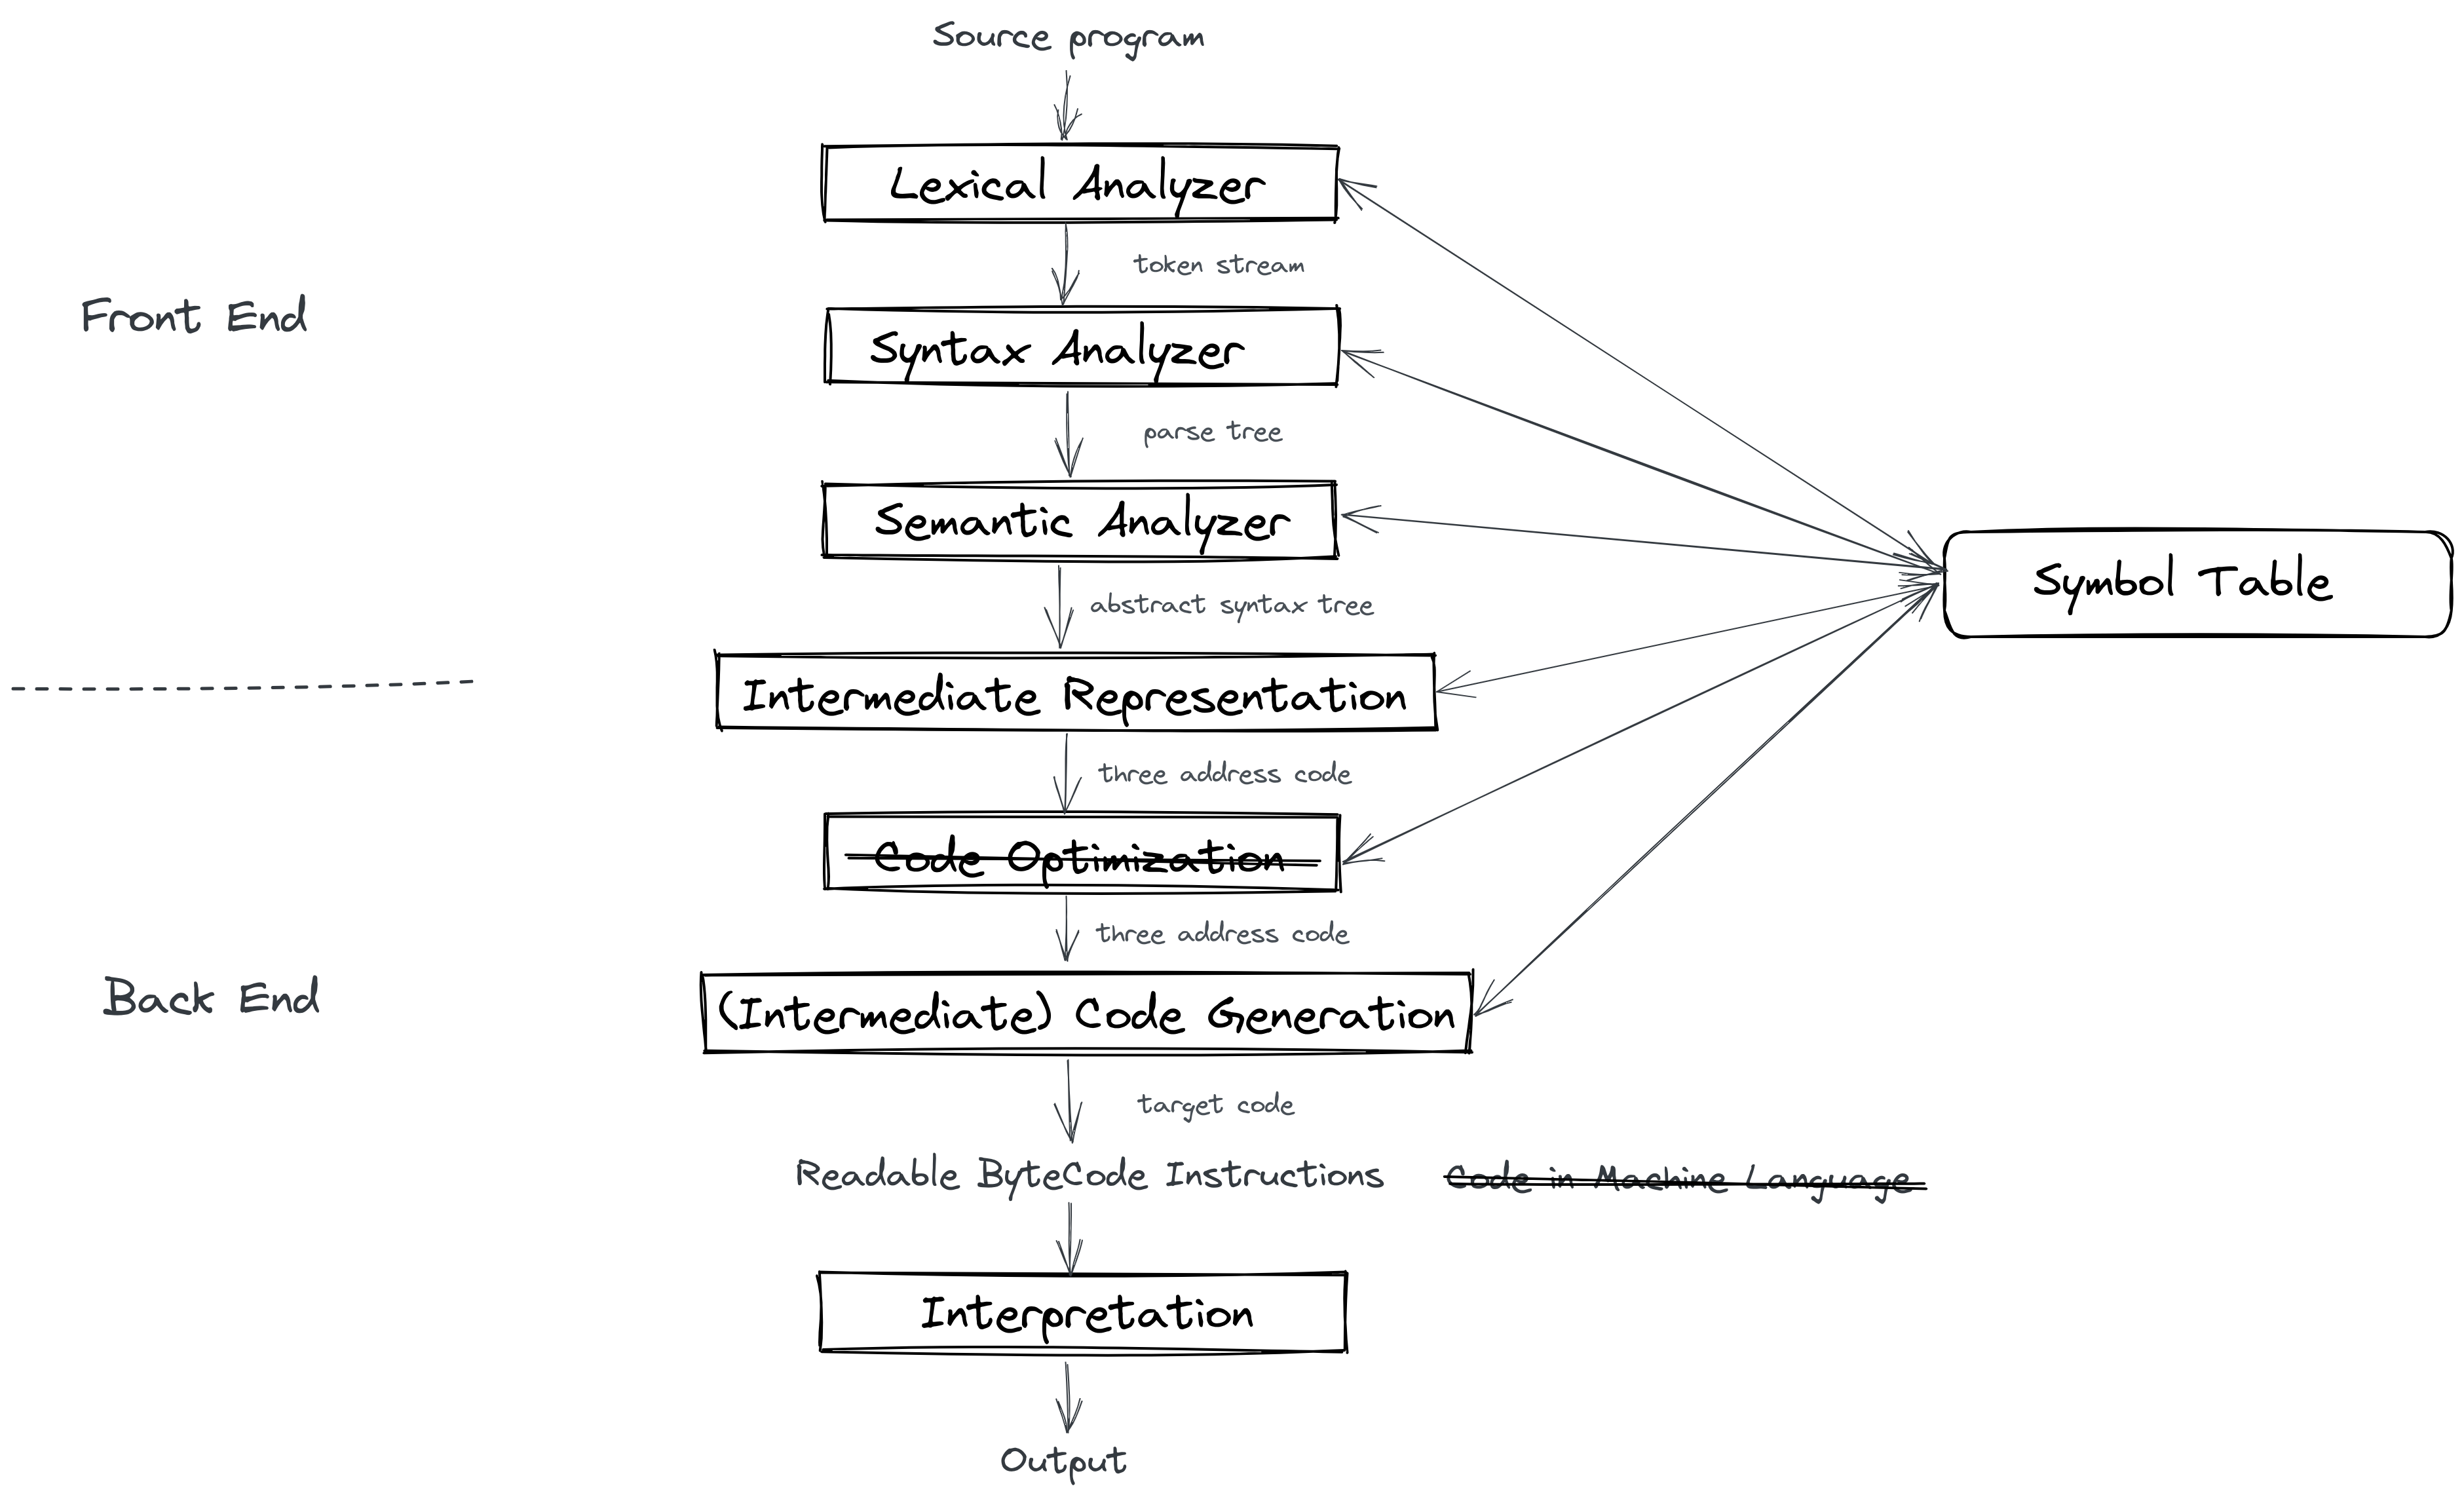 Source program
Lexical Analyzer
token stream
Front End
Syntax Analyzer
parse tree
Semantic Analyzer
Symbol Table
abstract syntax tree
Intermediate Representation
three address code
Code Optimization
three address code
Back End
(Intermediate) Code Generation
target code
Readable ByteCode Instructions
Code in Machine Language
Interpretation
Output